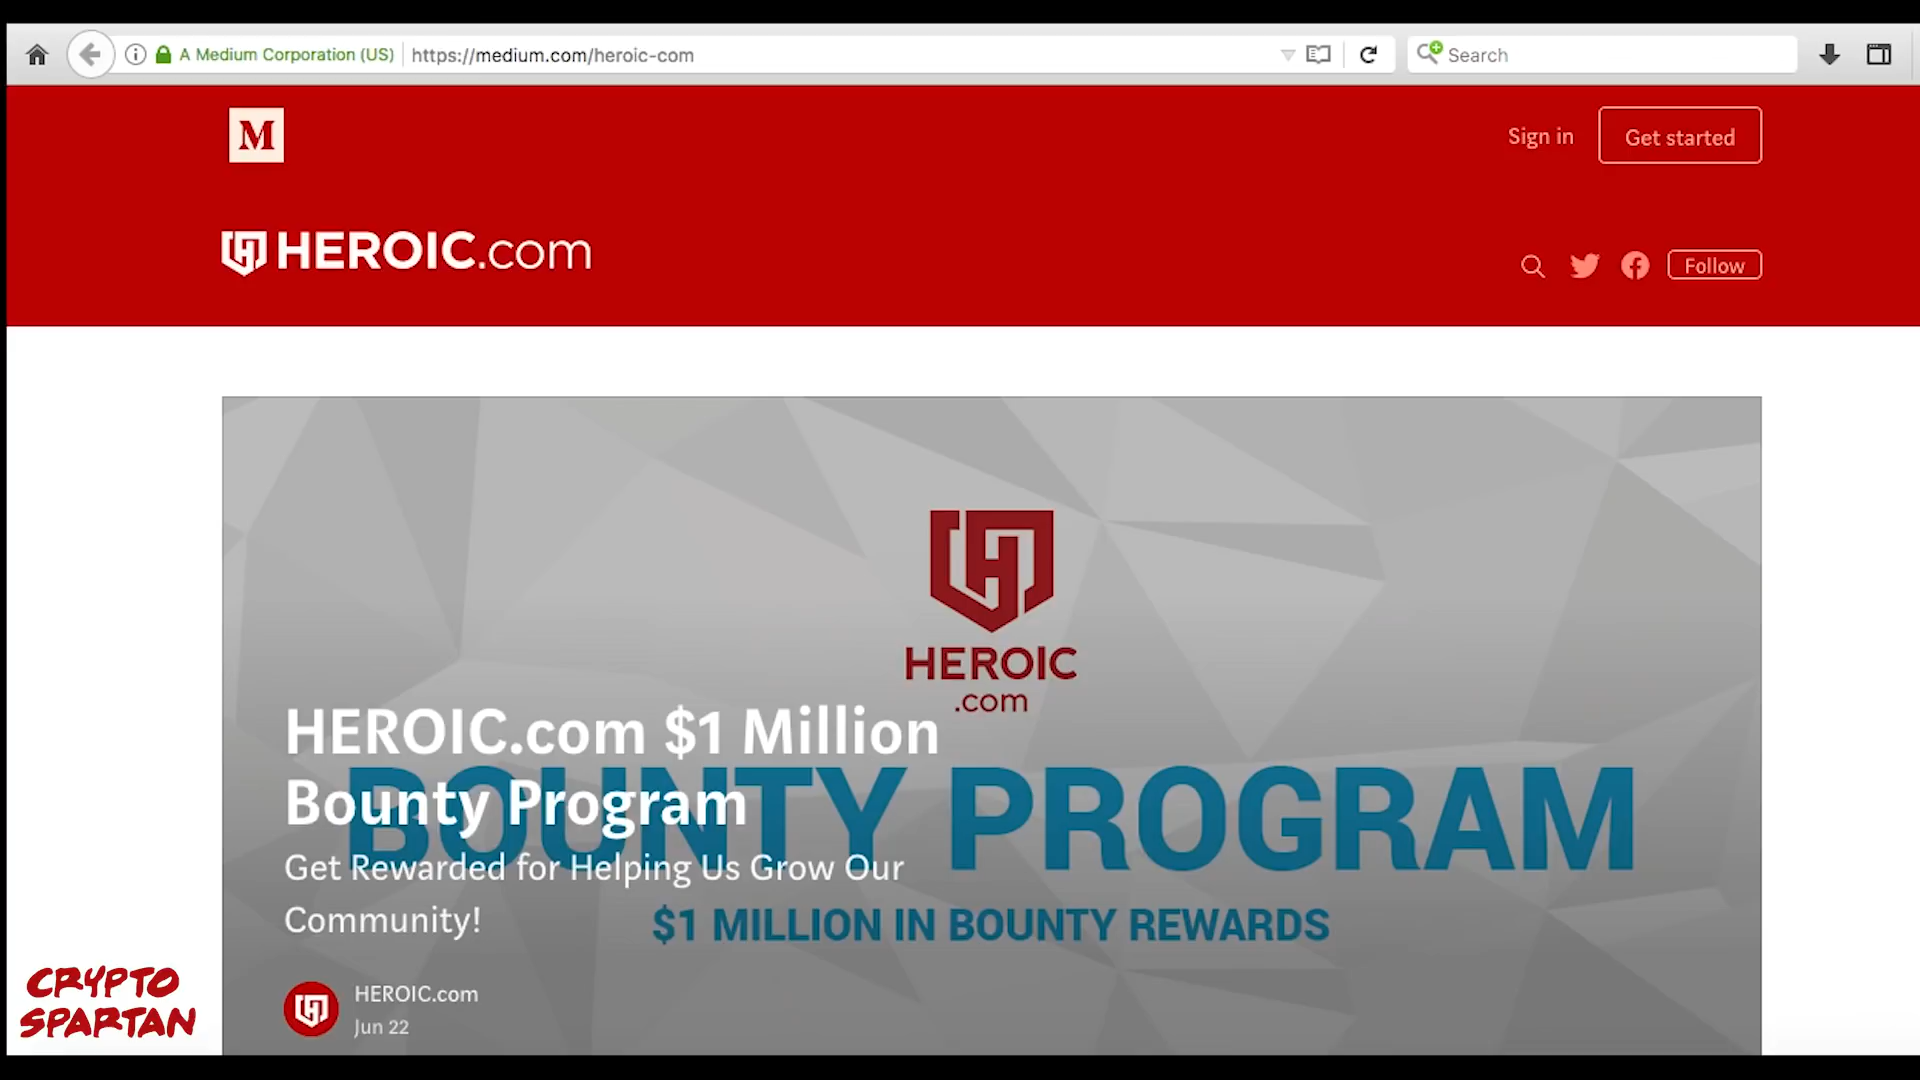 A Medium Corporation (US)
https://medium.com/heroic-com
Search
M
Sign in
Get started
HEROIC.com
Follow
HEROIC
.com
HEROIC.com $1 Million
Bounty Program
BOUNTY PROGRAM
Get Rewarded for Helping Us Grow Our
Community!
$1 MILLION IN BOUNTY REWARDS
HEROIC.com
Jun 22
CRYPTO
SPARTAN